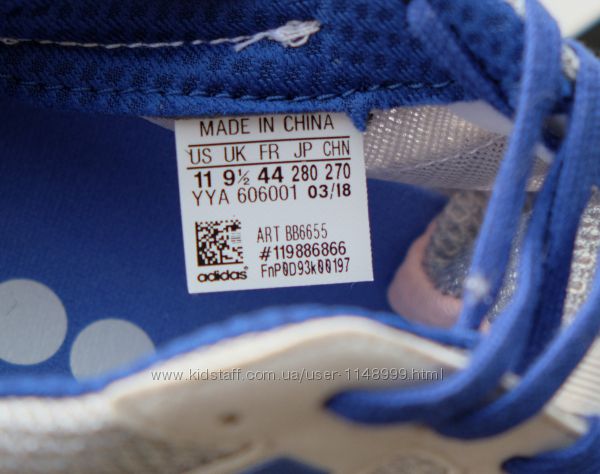 MADE IN CHINA
US UK FR JP CHN
11 9½ 44 280 270
YYA 606001 03/18
ART BB6655
#119886866
FnP0D93k00197
adidas
www.kidstaff.com.ua/user-1148999.html